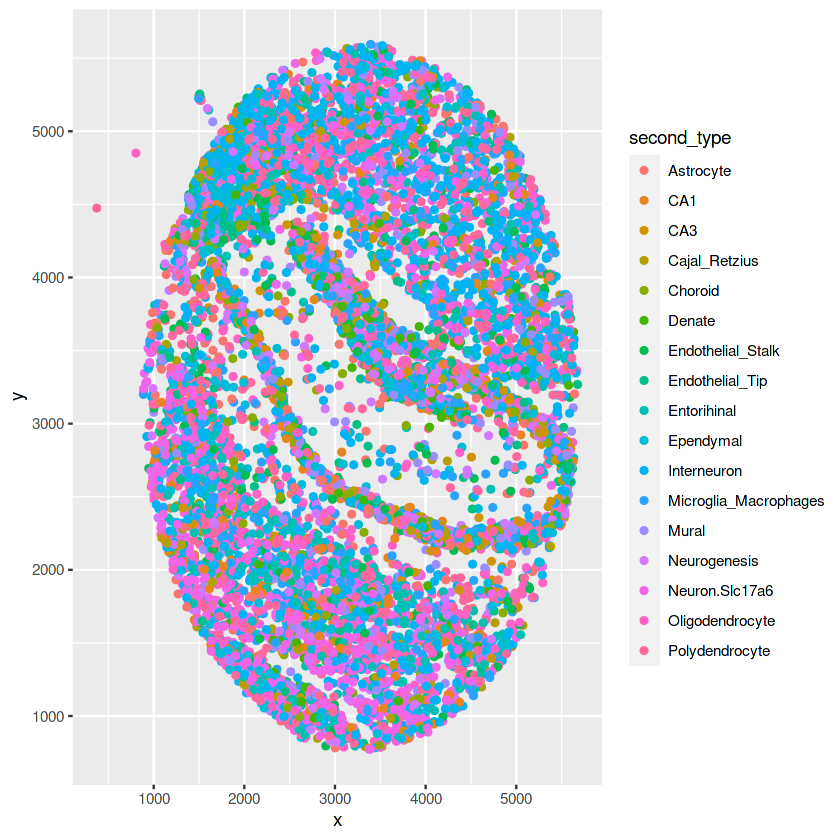 5000
4000
3000
2000
1000
y
1000 2000 3000 4000 5000
x
second_type
Astrocyte
CA1
CA3
Cajal_Retzius
Choroid
Denate
Endothelial_Stalk
Endothelial_Tip
Entorihinal
Ependymal
Interneuron
Microglia_Macrophages
Mural
Neurogenesis
Neuron.Slc17a6
Oligodendrocyte
Polydendrocyte